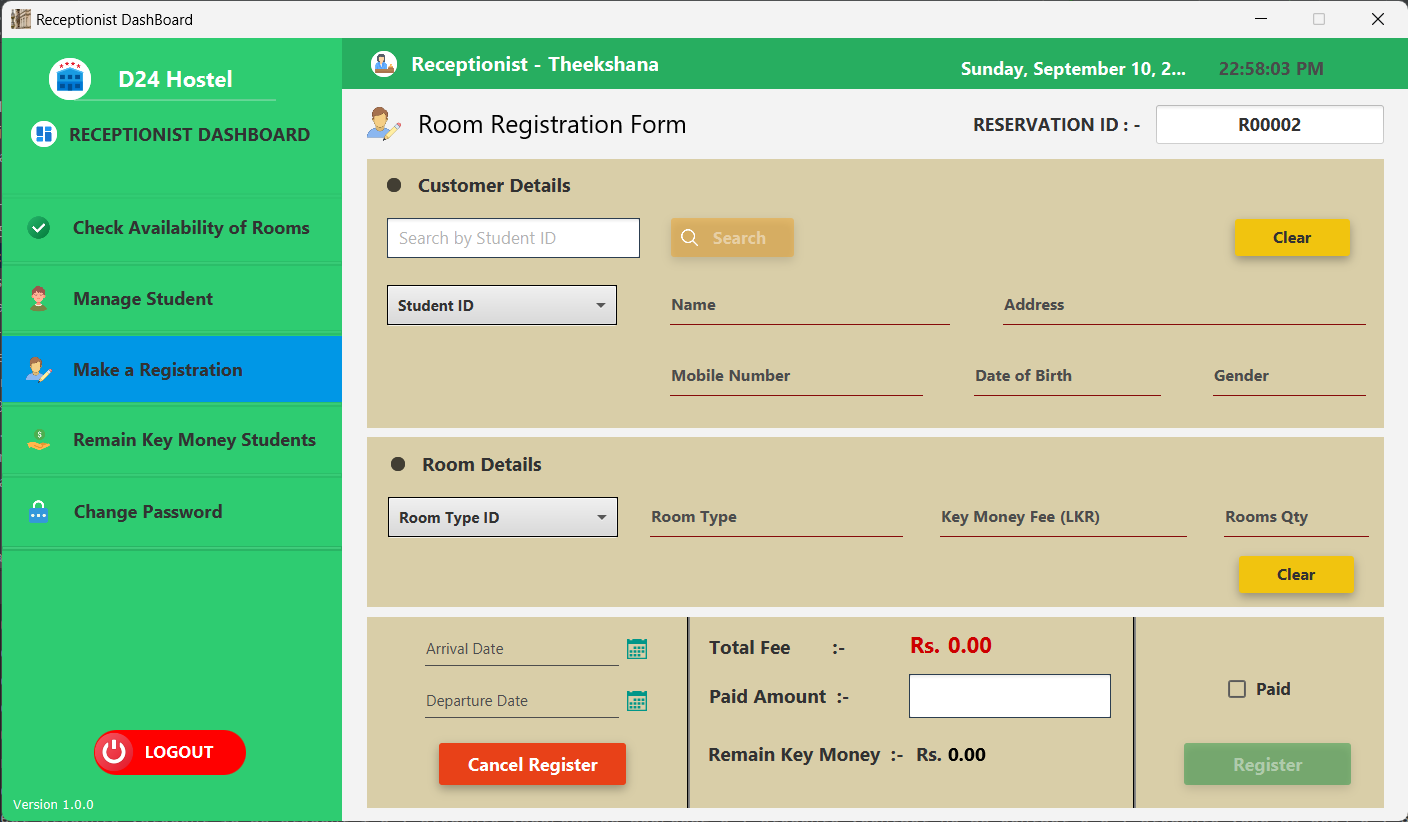 Receptionist DashBoard
D24 Hostel
RECEPTIONIST DASHBOARD
Check Availability of Rooms
Manage Student
Make a Registration
Remain Key Money Students
Change Password
LOGOUT
Version 1.0.0
Receptionist - Theekshana
Sunday, September 10, 2... 22:58:03 PM
Room Registration Form
RESERVATION ID : - R00002
Customer Details
Search by Student ID Search Clear
Student ID Name Address
Mobile Number Date of Birth Gender
Room Details
Room Type ID Room Type Key Money Fee (LKR) Rooms Qty
Clear
Arrival Date
Departure Date
Cancel Register
Total Fee :- Rs. 0.00
Paid Amount :-
Remain Key Money :- Rs. 0.00
Paid
Register